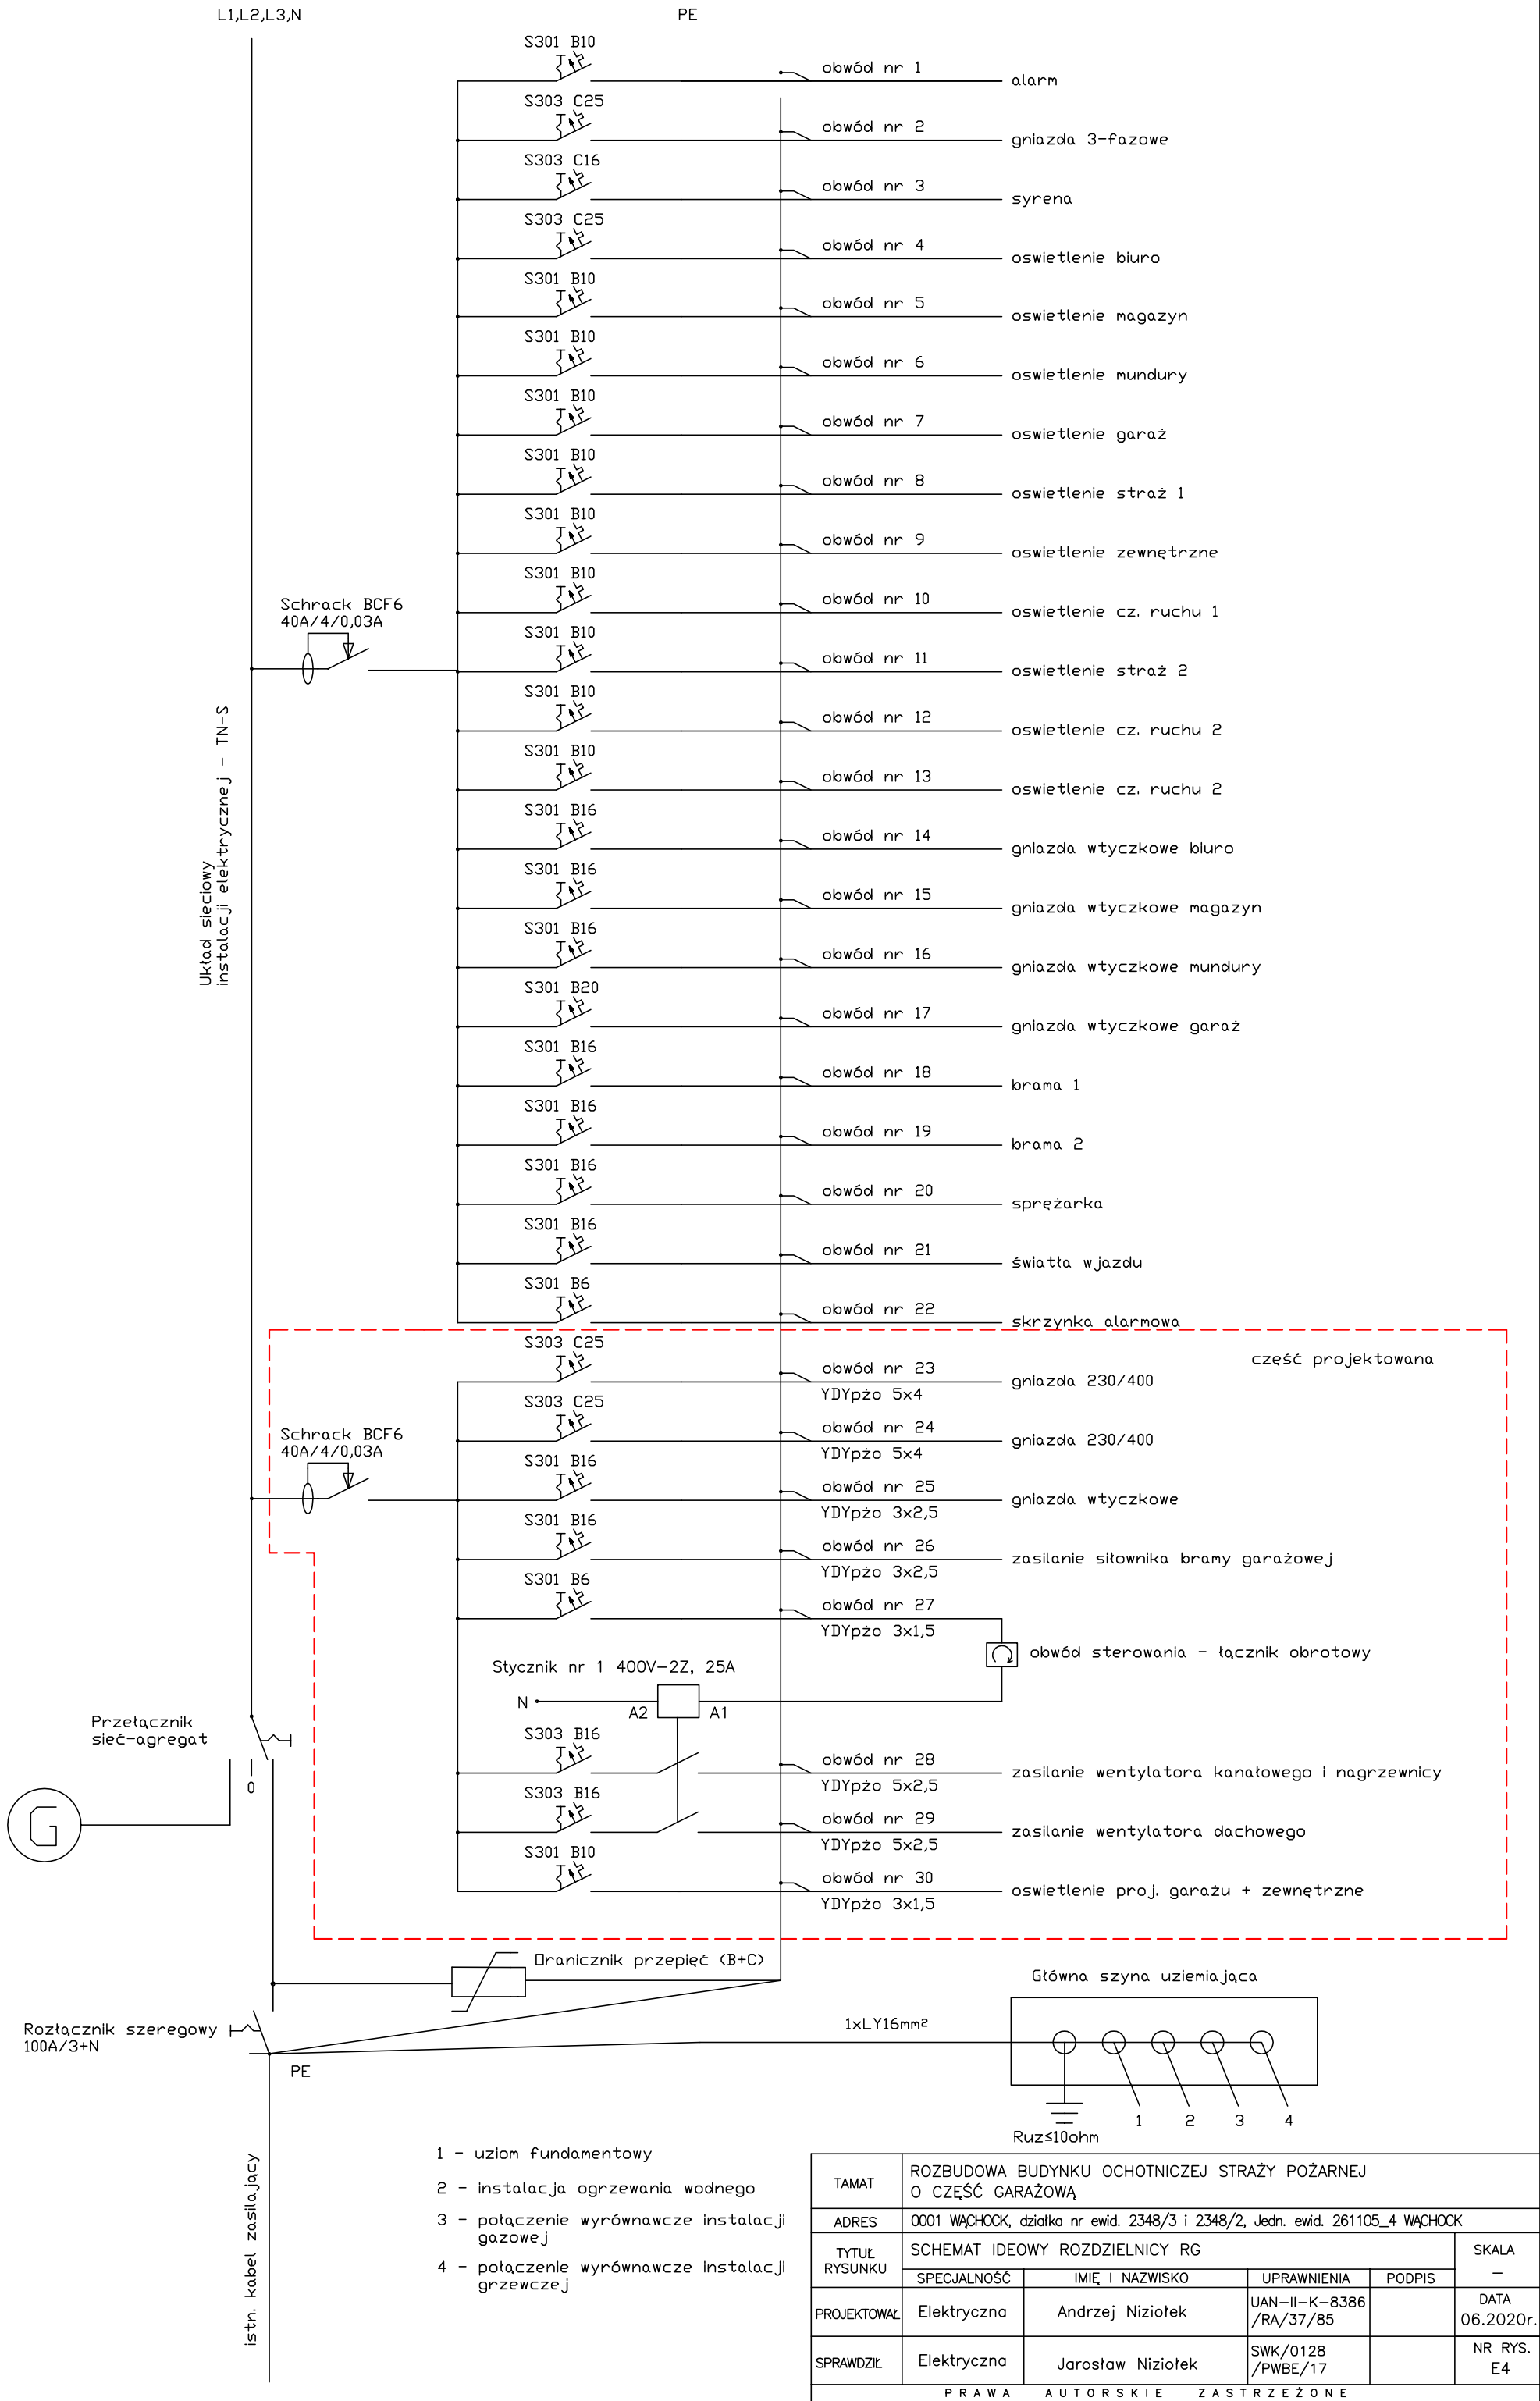 L1,L2,L3,N
PE
S301 B10
obwód nr 1
alarm
S303 C25
obwód nr 2
gniazda 3-fazowe
S303 C16
obwód nr 3
syrena
S303 C25
obwód nr 4
oswietlenie biuro
S301 B10
obwód nr 5
oswietlenie magazyn
S301 B10
obwód nr 6
oswietlenie mundury
S301 B10
obwód nr 7
oswietlenie garaż
S301 B10
obwód nr 8
oswietlenie straż 1
S301 B10
obwód nr 9
oswietlenie zewnętrzne
S301 B10
obwód nr 10
oswietlenie cz. ruchu 1
Schrack BCF6
40A/4/0,03A
S301 B10
obwód nr 11
oswietlenie straż 2
S301 B10
obwód nr 12
oswietlenie cz. ruchu 2
S301 B10
obwód nr 13
oswietlenie cz. ruchu 2
Układ sieciowy
instalacji elektrycznej - TN-S
S301 B16
obwód nr 14
gniazda wtyczkowe biuro
S301 B16
obwód nr 15
gniazda wtyczkowe magazyn
S301 B16
obwód nr 16
gniazda wtyczkowe mundury
S301 B20
obwód nr 17
gniazda wtyczkowe garaż
S301 B16
obwód nr 18
brama 1
S301 B16
obwód nr 19
brama 2
S301 B16
obwód nr 20
sprężarka
S301 B16
obwód nr 21
światła wjazdu
S301 B6
obwód nr 22
skrzynka alarmowa
część projektowana
S303 C25
obwód nr 23
YDYpżo 5x4
gniazda 230/400
S303 C25
obwód nr 24
YDYpżo 5x4
gniazda 230/400
Schrack BCF6
40A/4/0,03A
S301 B16
obwód nr 25
YDYpżo 3x2,5
gniazda wtyczkowe
S301 B16
obwód nr 26
YDYpżo 3x2,5
zasilanie siłownika bramy garażowej
S301 B6
obwód nr 27
YDYpżo 3x1,5
obwód sterowania - łącznik obrotowy
Stycznik nr 1 400V-2Z, 25A
N
A2
A1
Przełącznik
sieć-agregat
0
G
S303 B16
obwód nr 28
YDYpżo 5x2,5
zasilanie wentylatora kanałowego i nagrzewnicy
S303 B16
obwód nr 29
YDYpżo 5x2,5
zasilanie wentylatora dachowego
S301 B10
obwód nr 30
YDYpżo 3x1,5
oswietlenie proj. garażu + zewnętrzne
Oranicznik przepięć (B+C)
Rozłącznik szeregowy
100A/3+N
PE
1xLY16mm²
Główna szyna uziemiająca
1 2 3 4
Ruz≤10ohm
istn. kabel zasilający
1 - uziom fundamentowy
2 - instalacja ogrzewania wodnego
3 - połączenie wyrównawcze instalacji
gazowej
4 - połączenie wyrównawcze instalacji
grzewczej
TAMAT
ROZBUDOWA BUDYNKU OCHOTNICZEJ STRAŻY POŻARNEJ
O CZĘŚĆ GARAŻOWĄ
ADRES
0001 WĄCHOCK, działka nr ewid. 2348/3 i 2348/2, Jedn. ewid. 261105_4 WĄCHOCK
TYTUŁ
RYSUNKU
SCHEMAT IDEOWY ROZDZIELNICY RG
SKALA
-
SPECJALNOŚĆ IMIĘ I NAZWISKO UPRAWNIENIA PODPIS
PROJEKTOWAŁ
Elektryczna
Andrzej Niziołek
UAN-II-K-8386
/RA/37/85
DATA
06.2020r.
SPRAWDZIŁ
Elektryczna
Jarosław Niziołek
SWK/0128
/PWBE/17
NR RYS.
E4
PRAWA AUTORSKIE ZASTRZEŻONE